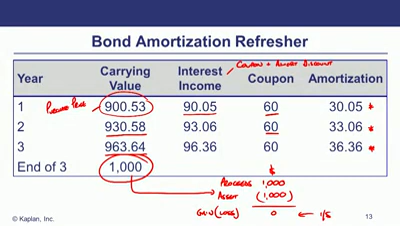 Bond Amortization Refresher
Coupon + Amort Discount
Year Carrying Value Interest Income Coupon Amortization
1 900.53 90.05 60 30.05 *
2 930.58 93.06 60 33.06 *
3 963.64 96.36 60 36.36 *
End of 3 1,000
$
Proceeds 1,000
Asset (1,000)
Gain (Loss) 0 ← I/S
© Kaplan, Inc. 13